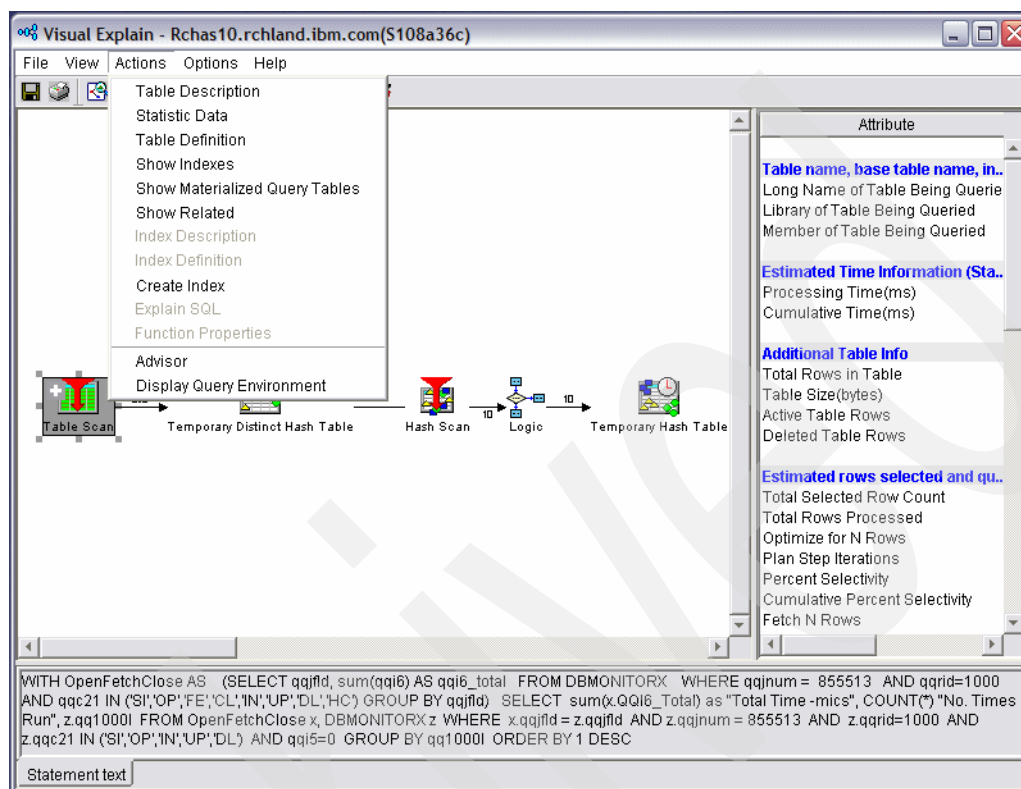 Visual Explain - Rchas10.rchland.ibm.com(S108a36c)
File View Actions Options Help
Table Description
Statistic Data
Table Definition
Show Indexes
Show Materialized Query Tables
Show Related
Index Description
Index Definition
Create Index
Explain SQL
Function Properties
Advisor
Display Query Environment
Table Scan
Temporary Distinct Hash Table
Hash Scan
10
Logic
10
Temporary Hash Table
Attribute
Table name, base table name, in..
Long Name of Table Being Querie
Library of Table Being Queried
Member of Table Being Queried
Estimated Time Information (Sta..
Processing Time(ms)
Cumulative Time(ms)
Additional Table Info
Total Rows in Table
Table Size(bytes)
Active Table Rows
Deleted Table Rows
Estimated rows selected and qu..
Total Selected Row Count
Total Rows Processed
Optimize for N Rows
Plan Step Iterations
Percent Selectivity
Cumulative Percent Selectivity
Fetch N Rows
WITH OpenFetchClose AS (SELECT qqjfld, sum(qqi6) AS qqi6_total FROM DBMONITORX WHERE qqjnum = 855513 AND qqrid=1000
AND qqc21 IN ('SI','OP','FE','CL','IN','UP','DL','HC') GROUP BY qqjfld) SELECT sum(x.QQI6_Total) as "Total Time -mics", COUNT(*) "No. Times
Run", z.qq1000l FROM OpenFetchClose x, DBMONITORX z WHERE x.qqjfld = z.qqjfld AND z.qqjnum = 855513 AND z.qqrid=1000 AND
z.qqc21 IN ('SI','OP','IN','UP','DL') AND qqi5=0 GROUP BY qq1000l ORDER BY 1 DESC
Statement text